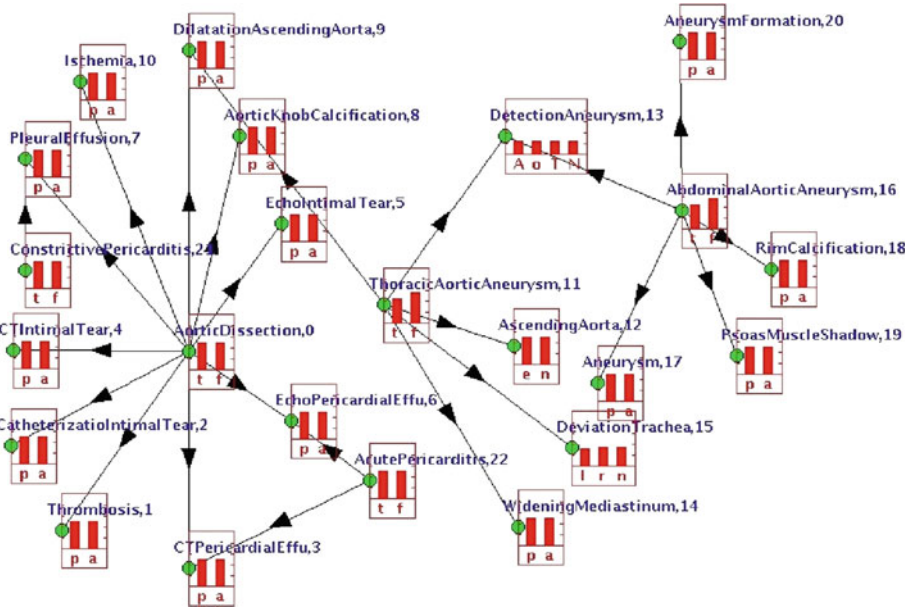 DilatationAscendingAorta,9
p a
AneurysmFormation,20
p a
Ischemia,10
p a
AorticKnobCalcification,8
p a
DetectionAneurysm,13
A o T N
PleuralEffusion,7
p a
EchoIntimalTear,5
p a
AbdominalAorticAneurysm,16
t f
ConstrictivePericarditis,21
t f
RimCalcification,18
p a
ThoracicAorticAneurysm,11
t f
CTIntimalTear,4
p a
AorticDissection,0
t f
AscendingAorta,12
e n
PsoasMuscleShadow,19
p a
Aneurysm,17
p a
EchoPericardialEffu,6
p a
CatheterizatioIntimalTear,2
p a
DeviationTrachea,15
l r n
AcutePericarditis,22
t f
Thrombosis,1
p a
WideningMediastinum,14
p a
CTPericardialEffu,3
p a